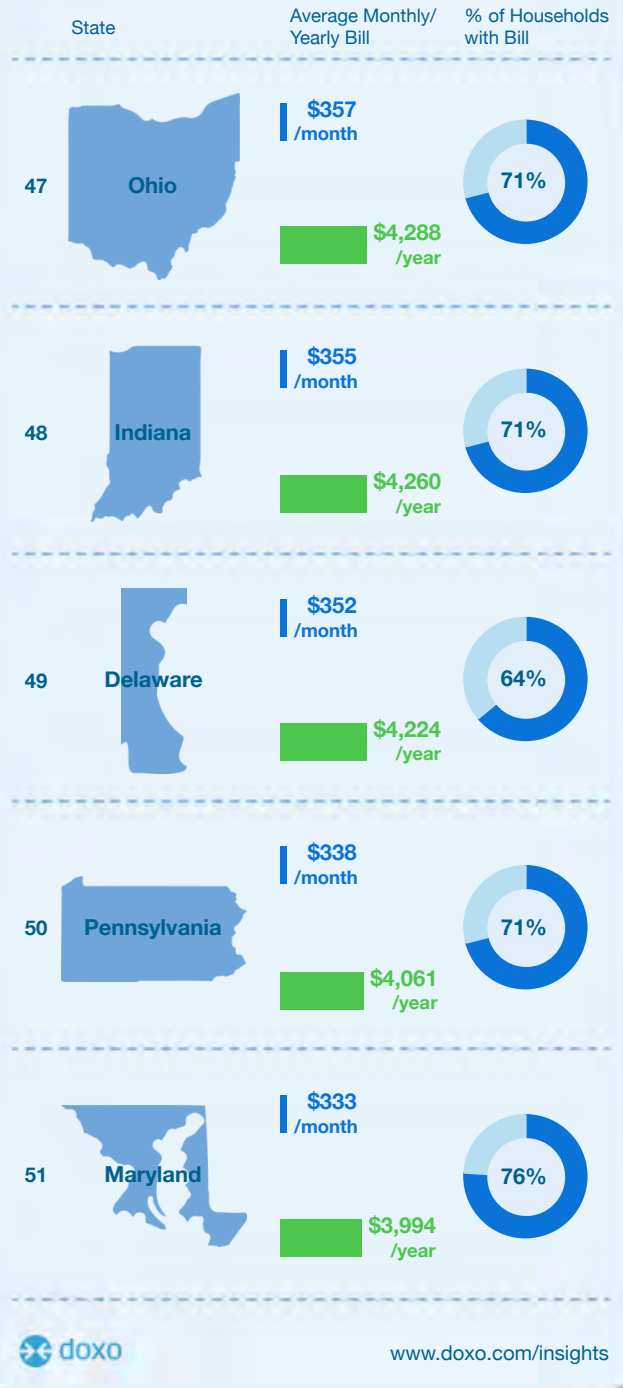 State
Average Monthly/
Yearly Bill
% of Households
with Bill
47
Ohio
$357
/month
$4,288
/year
71%
48
Indiana
$355
/month
$4,260
/year
71%
49
Delaware
$352
/month
$4,224
/year
64%
50
Pennsylvania
$338
/month
$4,061
/year
71%
51
Maryland
$333
/month
$3,994
/year
76%
doxo
www.doxo.com/insights